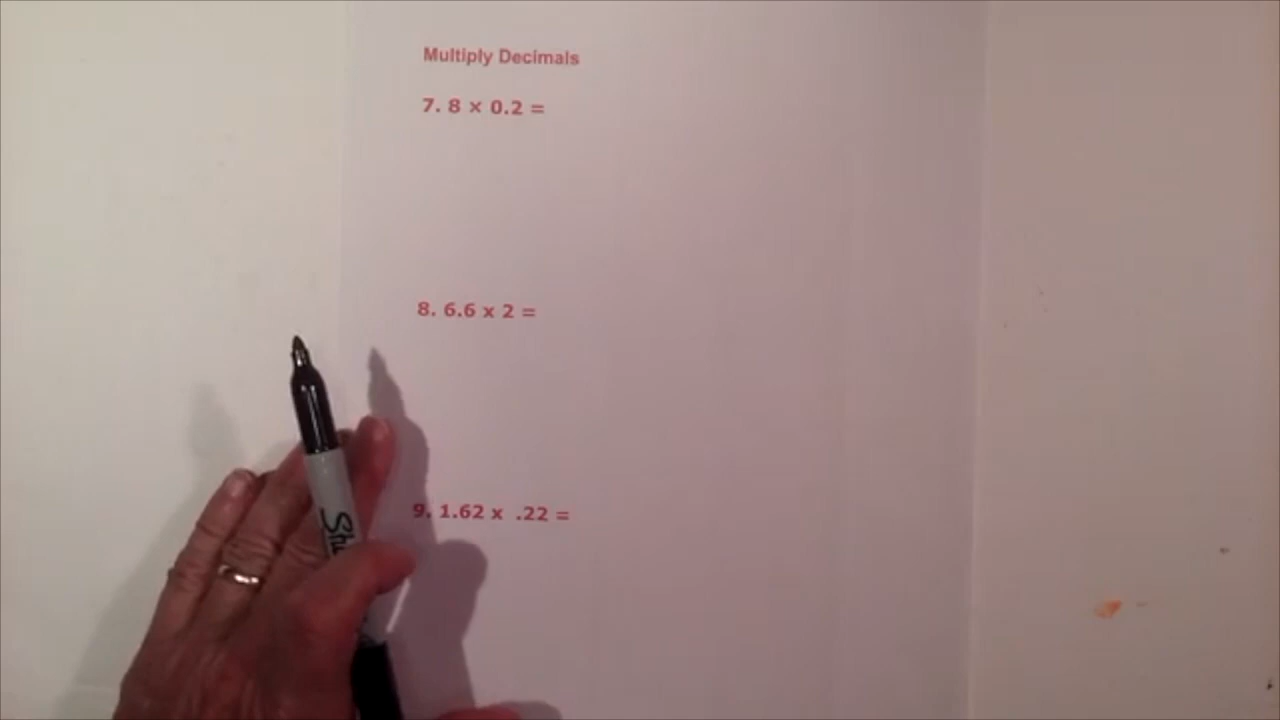 Multiply Decimals
7. 8 × 0.2 =
8. 6.6 x 2 =
9. 1.62 x .22 =